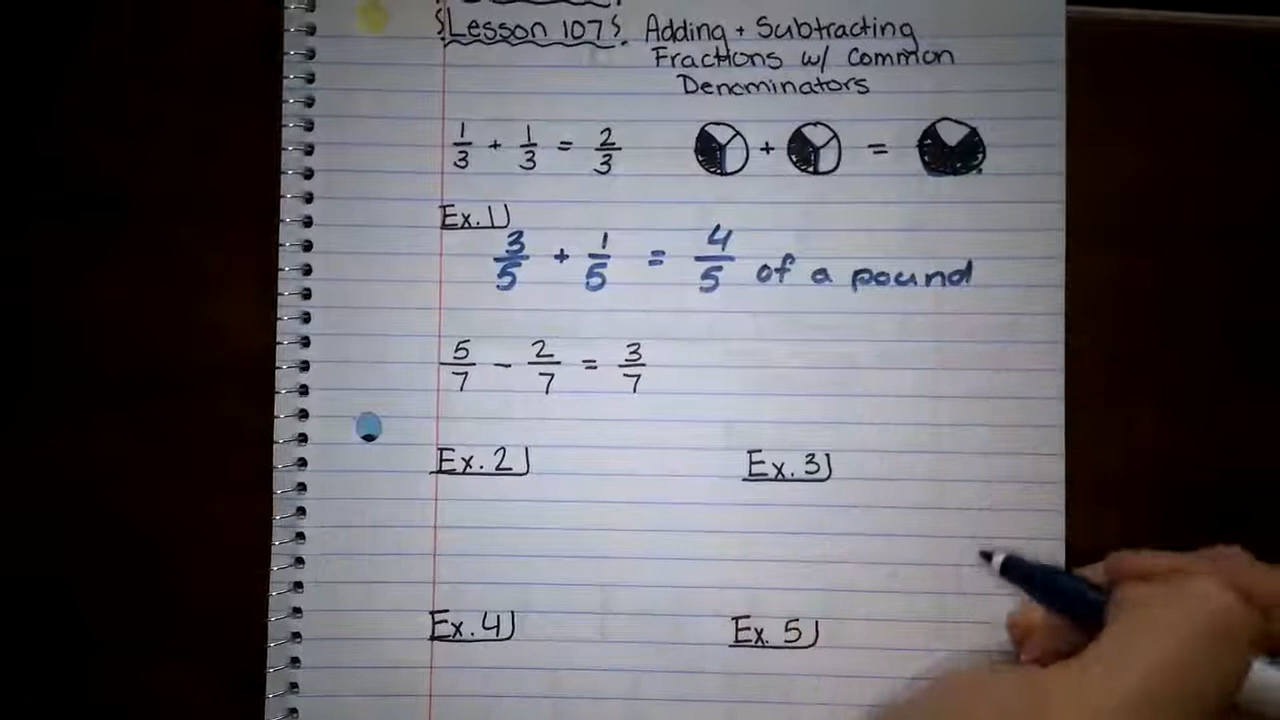 Lesson 107 Adding + Subtracting
Fractions w/ Common
Denominators
1/3 + 1/3 = 2/3 + =
Ex. 1
3/5 + 1/5 = 4/5 of a pound
5/7 - 2/7 = 3/7
Ex. 2 Ex. 3
Ex. 4 Ex. 5